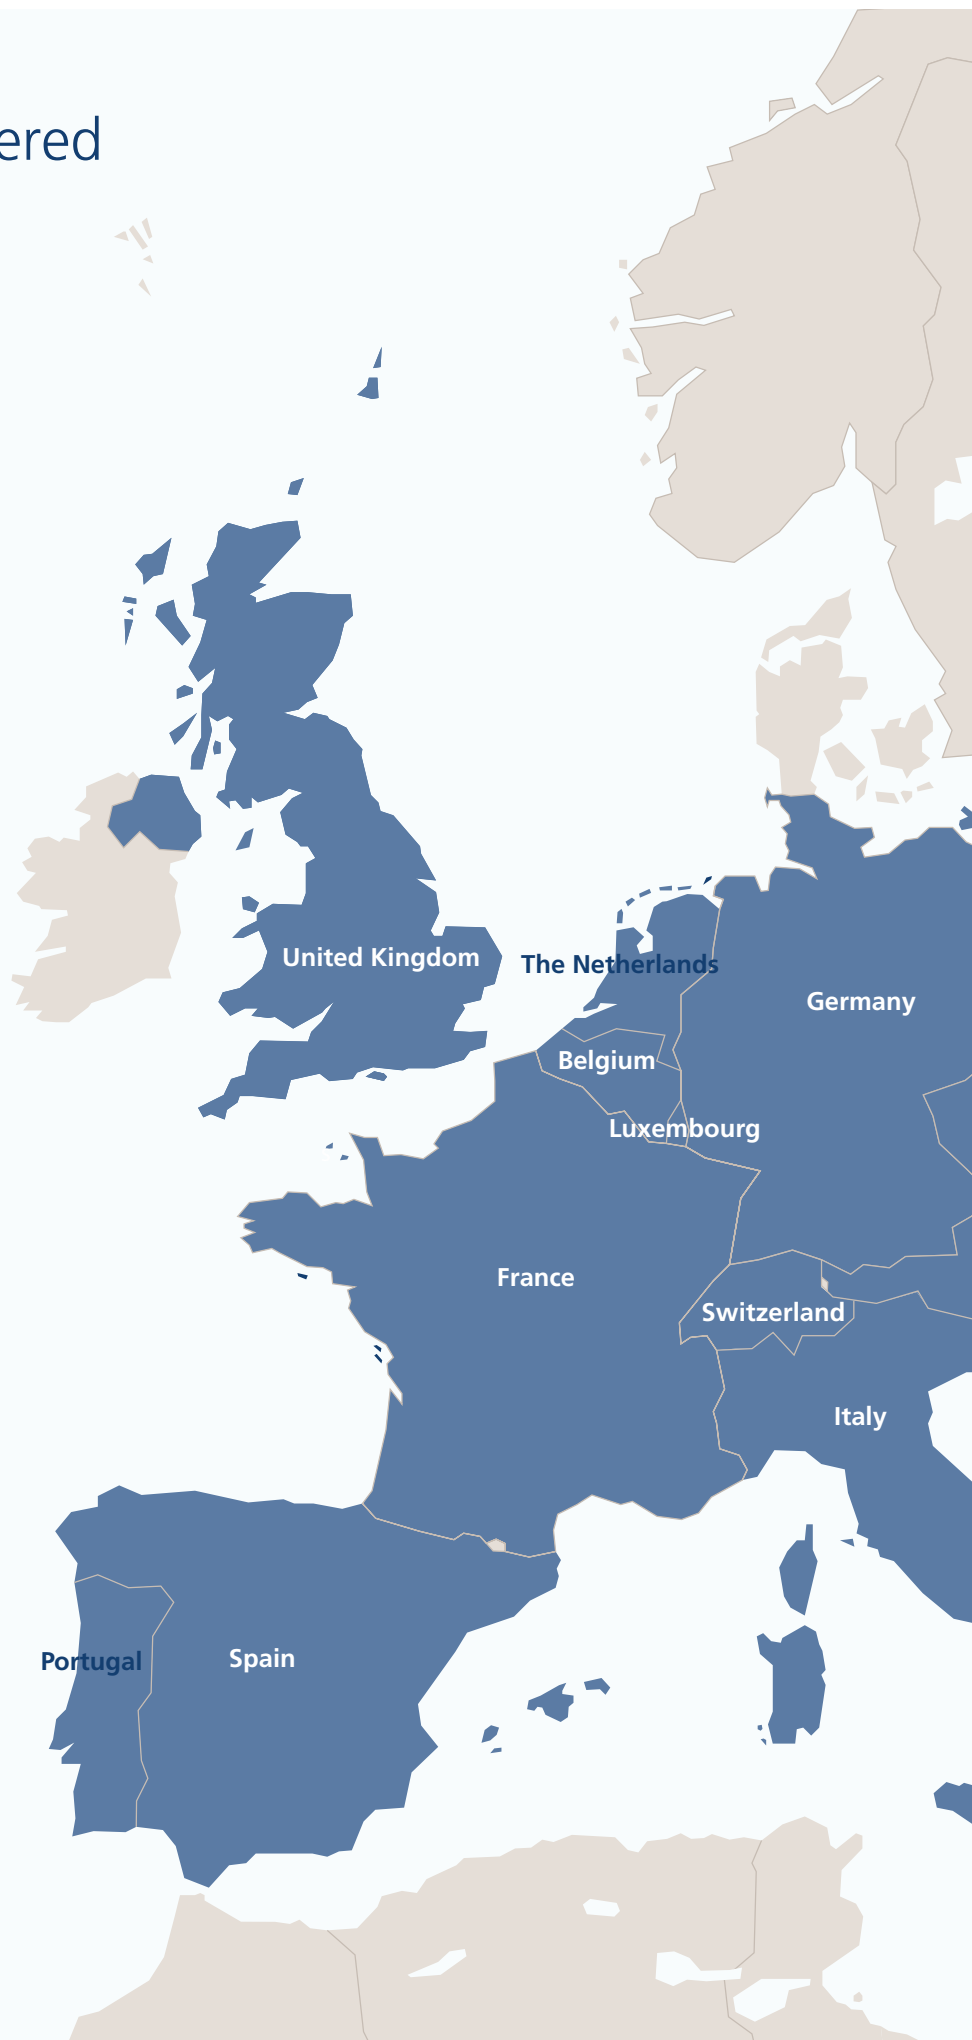 ered
United Kingdom
The Netherlands
Germany
Belgium
Luxembourg
France
Switzerland
Italy
Portugal
Spain